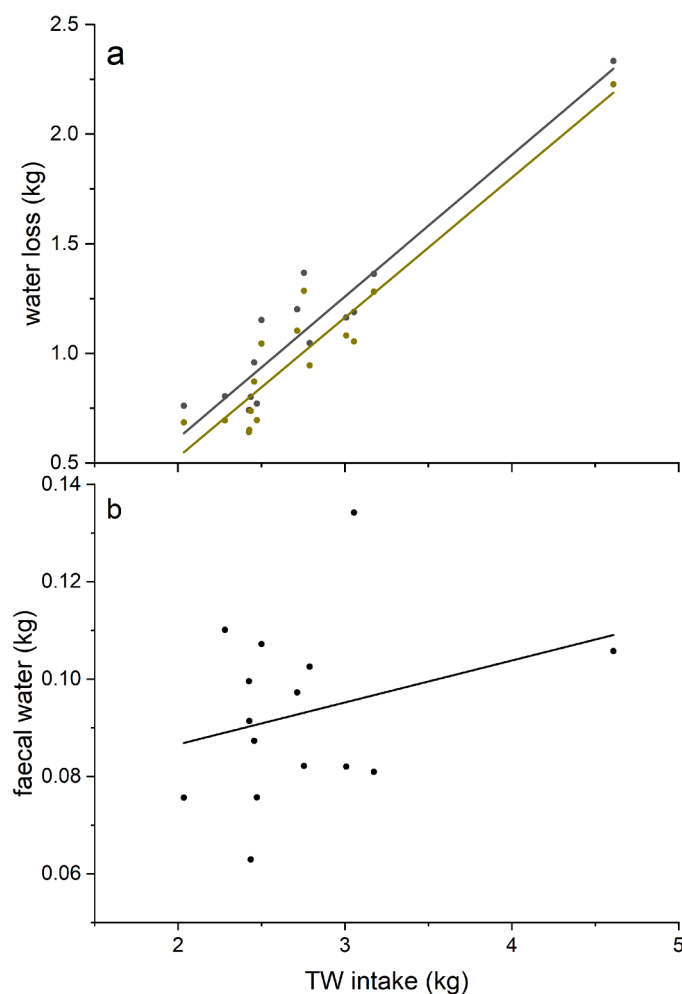 a
2.5
2.0
1.5
1.0
0.5
water loss (kg)
b
0.14
0.12
0.10
0.08
0.06
faecal water (kg)
2 3 4 5
TW intake (kg)